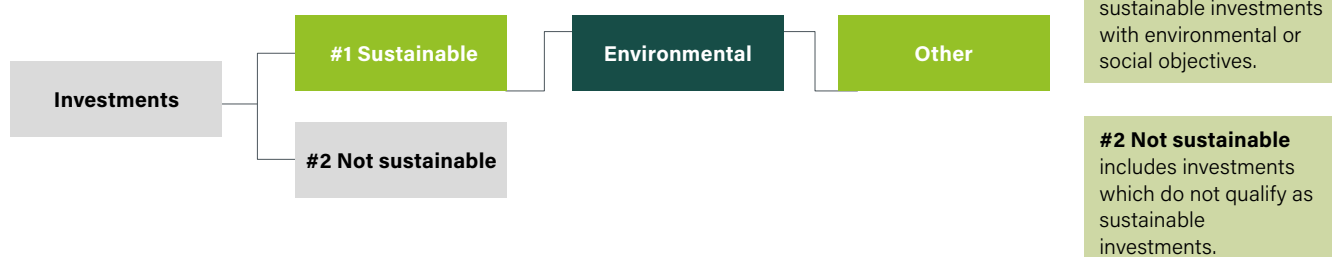 Investments
#1 Sustainable
#2 Not sustainable
Environmental
Other
sustainable investments
with environmental or
social objectives.
#2 Not sustainable
includes investments
which do not qualify as
sustainable
investments.